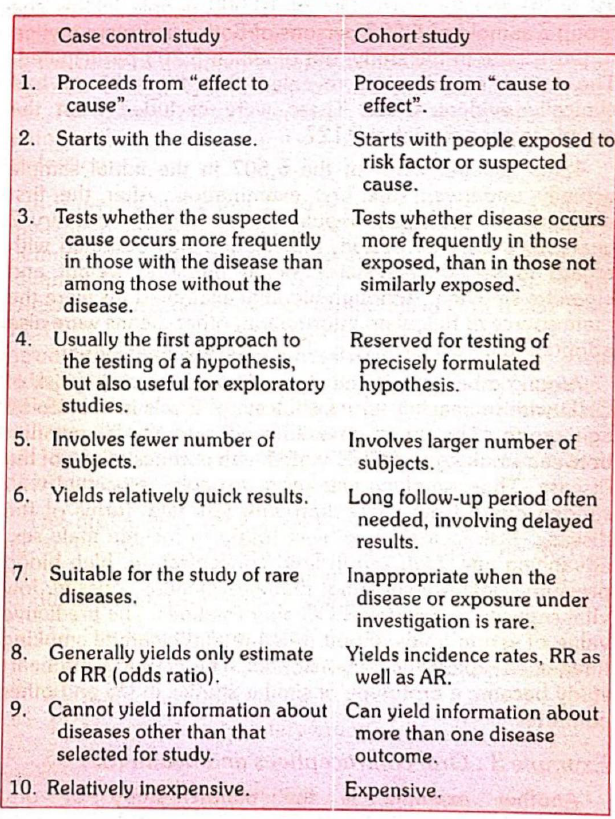 Case control study Cohort study
1. Proceeds from “effect to Proceeds from “cause to
cause”. effect”.
2. Starts with the disease. Starts with people exposed to
risk factor or suspected
cause.
3. Tests whether the suspected Tests whether disease occurs
cause occurs more frequently more frequently in those
in those with the disease than exposed, than in those not
among those without the similarly exposed.
disease.
4. Usually the first approach to Reserved for testing of
the testing of a hypothesis, precisely formulated
but also useful for exploratory hypothesis.
studies.
5. Involves fewer number of Involves larger number of
subjects. subjects.
6. Yields relatively quick results. Long follow-up period often
needed, involving delayed
results.
7. Suitable for the study of rare Inappropriate when the
diseases. disease or exposure under
investigation is rare.
8. Generally yields only estimate Yields incidence rates, RR as
of RR (odds ratio). well as AR.
9. Cannot yield information about Can yield information about
diseases other than that more than one disease
selected for study. outcome.
10. Relatively inexpensive. Expensive.